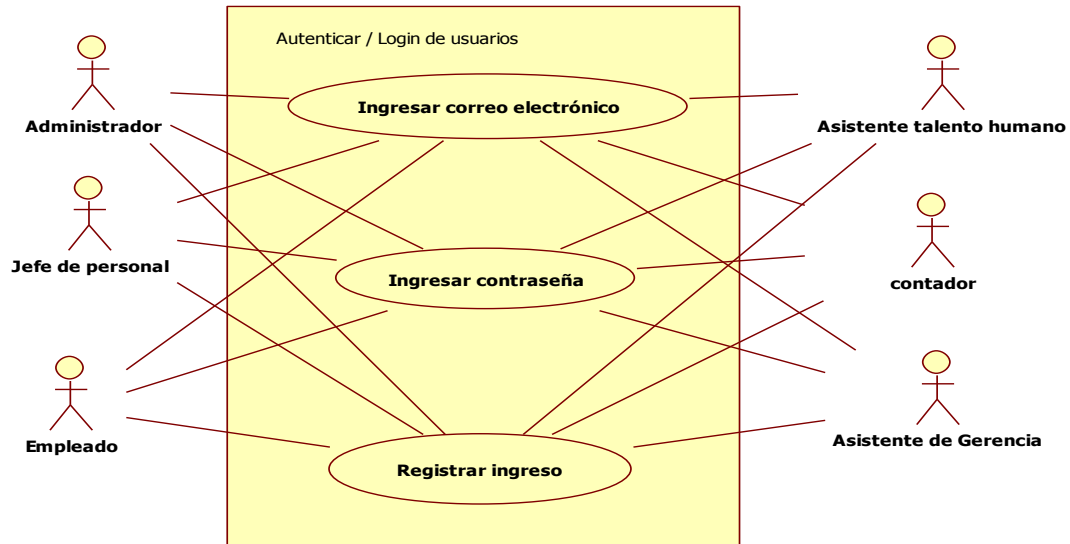 Autenticar / Login de usuarios
Ingresar correo electrónico
Administrador
Asistente talento humano
Jefe de personal
Ingresar contraseña
contador
Empleado
Asistente de Gerencia
Registrar ingreso